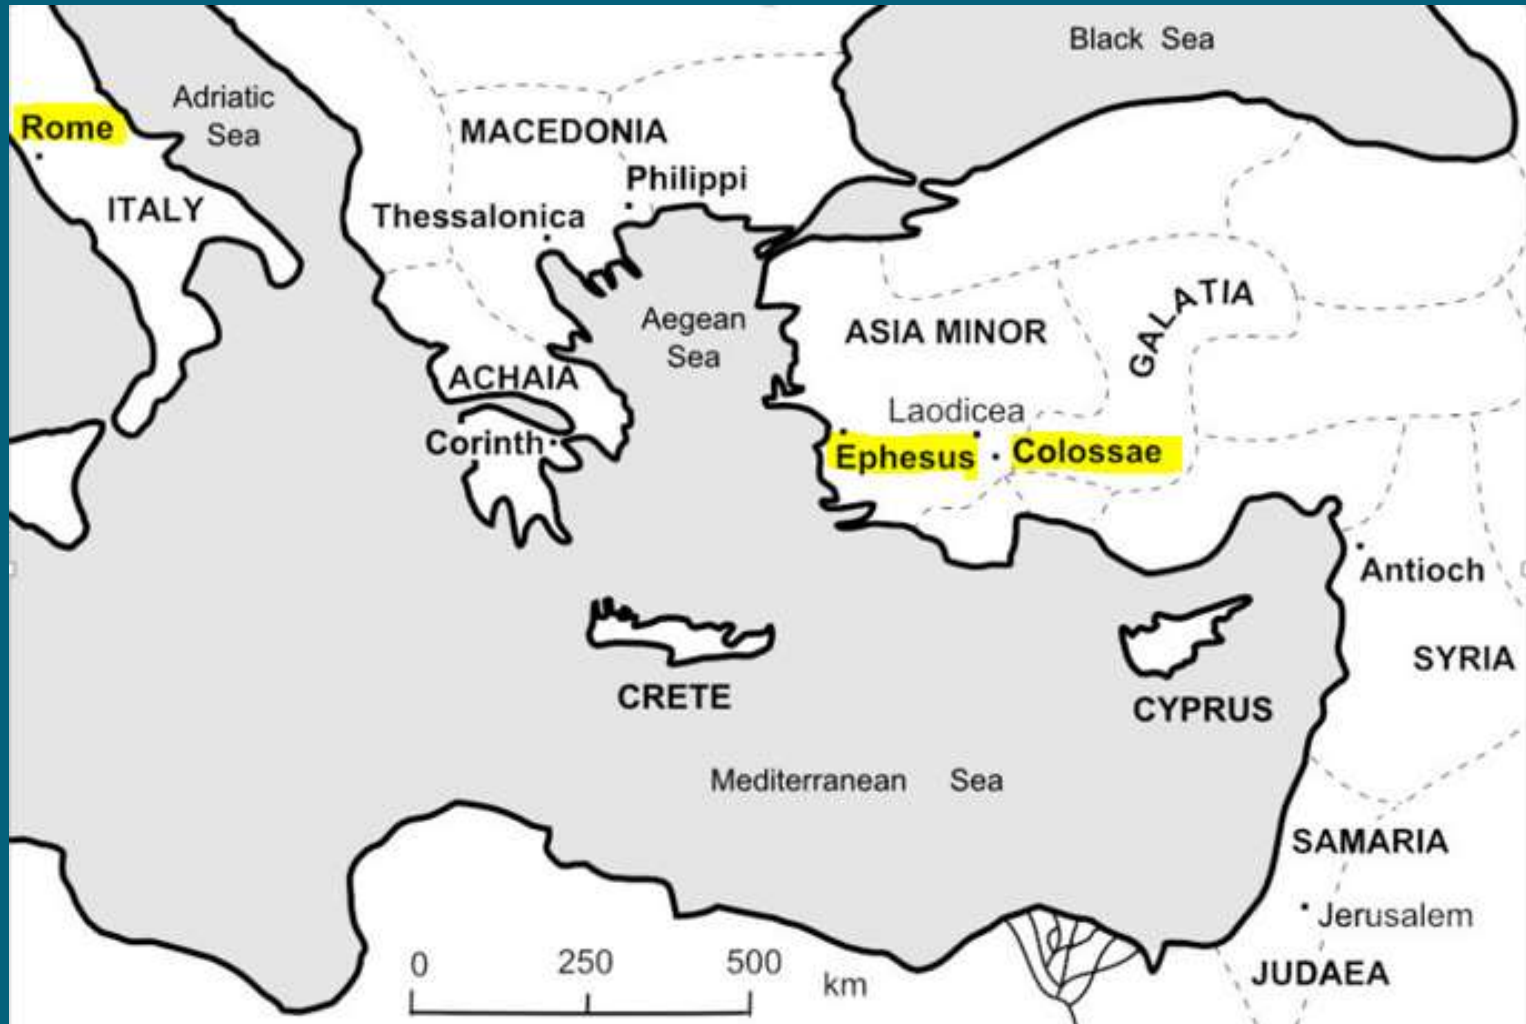 Black Sea
Adriatic
Sea
Rome
MACEDONIA
Philippi
ITALY
Thessalonica
GALATIA
Aegean
Sea
ASIA MINOR
ACHAIA
Laodicea
Corinth
Ephesus
Colossae
Antioch
SYRIA
CRETE
CYPRUS
Mediterranean Sea
SAMARIA
Jerusalem
JUDAEA
0 250 500 km